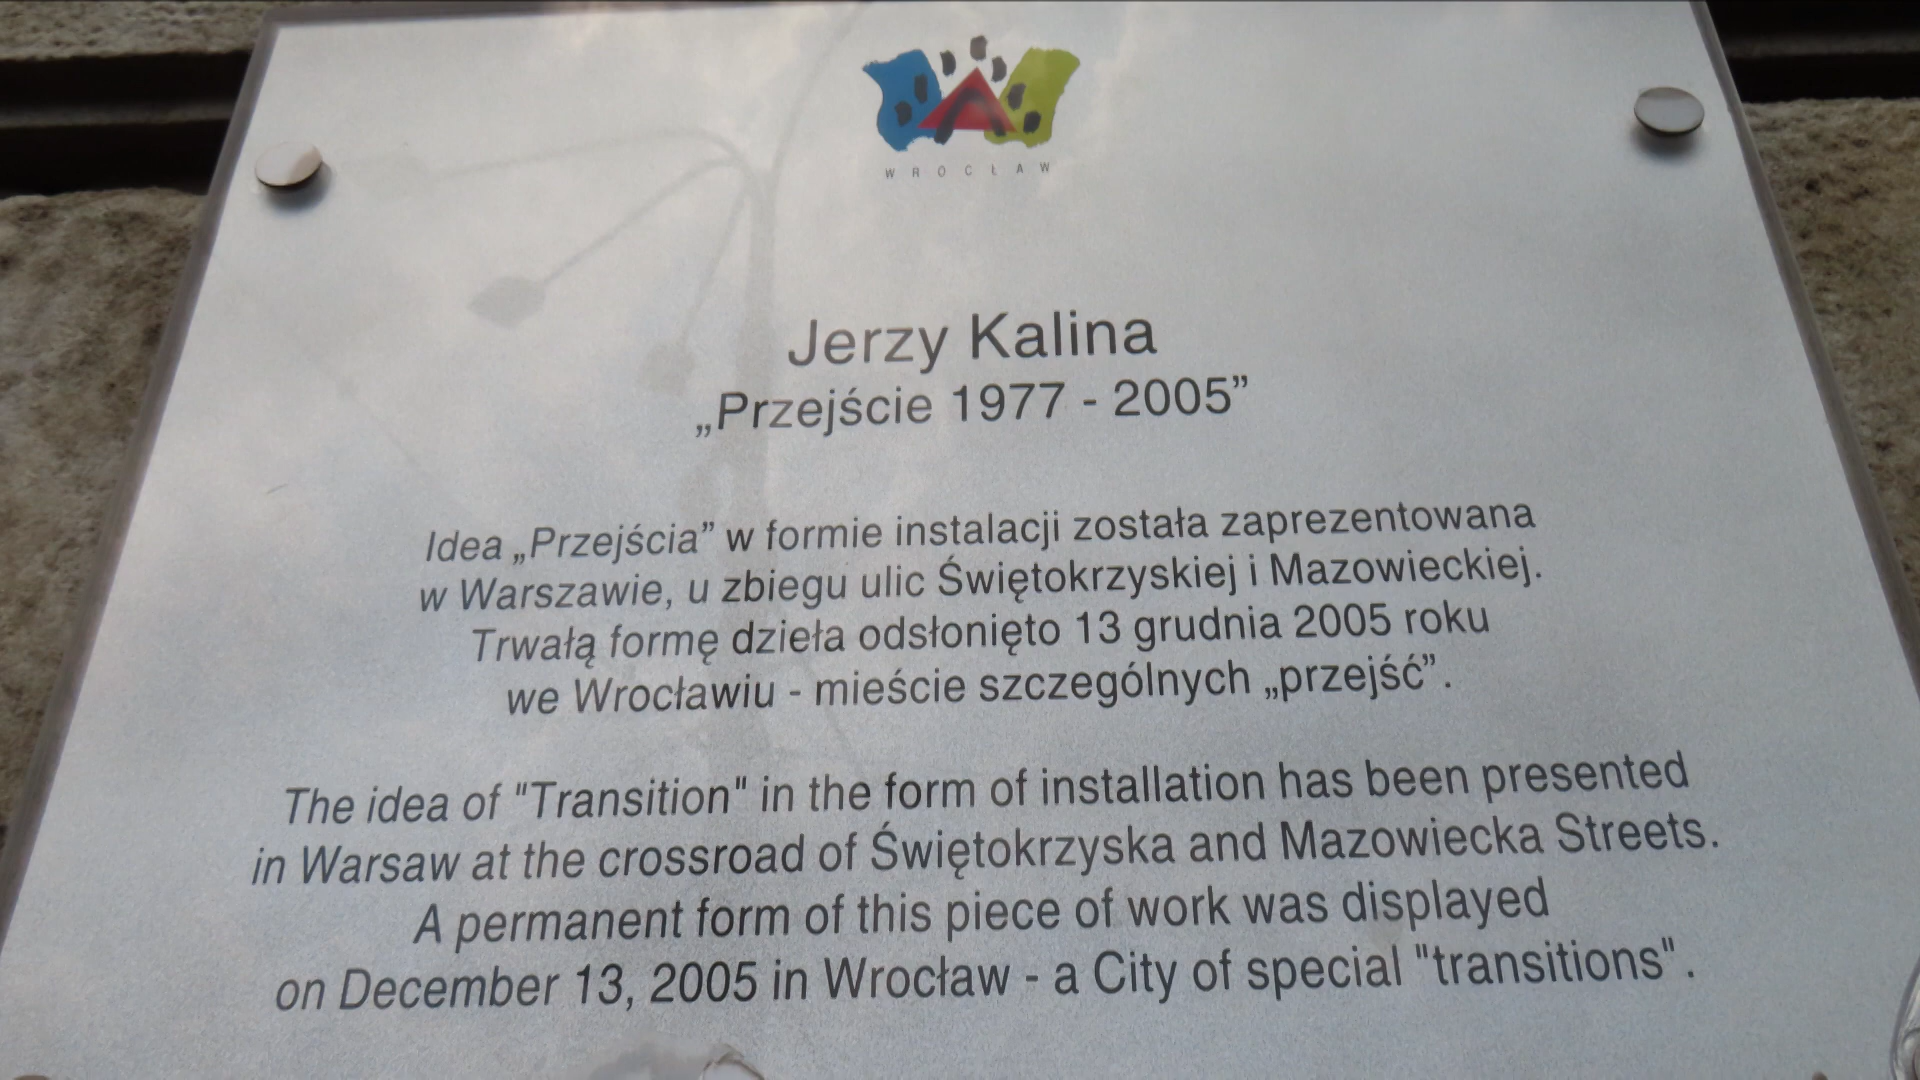 WROCŁAW
Jerzy Kalina
„Przejście 1977 - 2005”
Idea „Przejścia” w formie instalacji została zaprezentowana
w Warszawie, u zbiegu ulic Świętokrzyskiej i Mazowieckiej.
Trwałą formę dzieła odsłonięto 13 grudnia 2005 roku
we Wrocławiu - mieście szczególnych „przejść”.
The idea of "Transition" in the form of installation has been presented
in Warsaw at the crossroad of Świętokrzyska and Mazowiecka Streets.
A permanent form of this piece of work was displayed
on December 13, 2005 in Wrocław - a City of special "transitions".